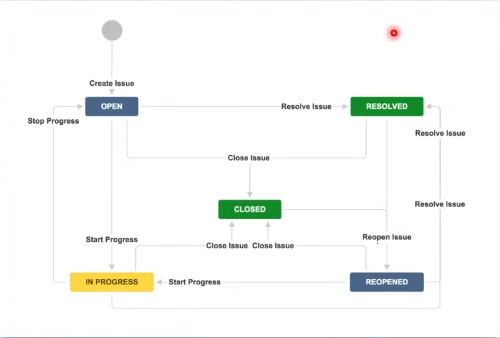 Create Issue
OPEN
Resolve Issue
RESOLVED
Stop Progress
Resolve Issue
Close Issue
Resolve Issue
CLOSED
Start Progress
Close Issue
Close Issue
Reopen Issue
IN PROGRESS
Start Progress
REOPENED